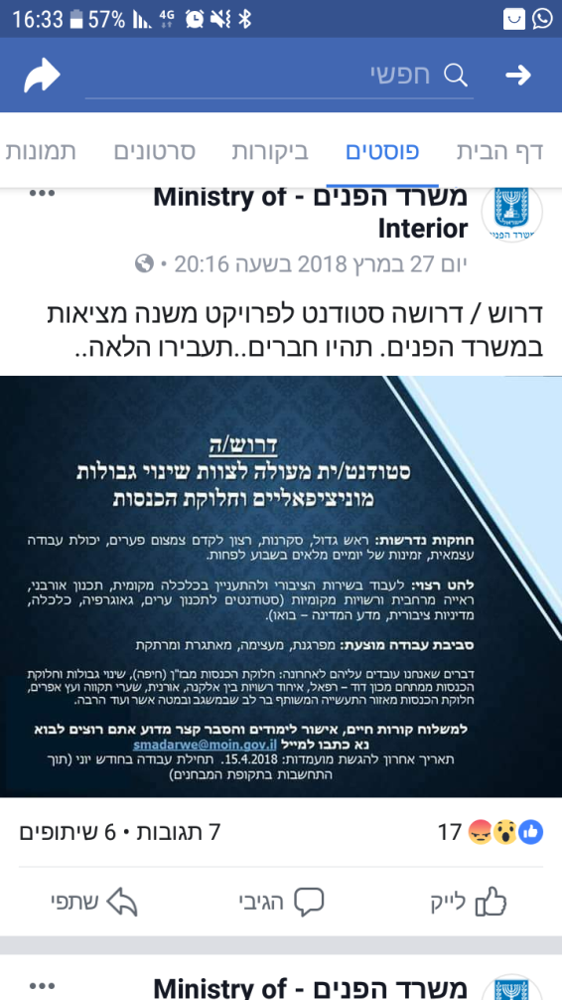 16:33 57% 4G
חפשי
דף הבית פוסטים ביקורות סרטונים תמונות
משרד הפנים - Ministry of
Interior
משרד הפנים
יום 27 במרץ 2018 בשעה 20:16 •
דרוש / דרושה סטודנט לפרויקט משנה מציאות
במשרד הפנים. תהיו חברים..תעבירו הלאה..
דרוש/ה
סטודנט/ית מעולה לצוות שינוי גבולות
מוניציפאליים וחלוקת הכנסות
חוזקות נדרשות: ראש גדול, סקרנות, רצון לקדם צמצום פערים, יכולת עבודה
עצמאית, זמינות של יומיים מלאים בשבוע לפחות.
להט רצוי: לעבוד בשירות הציבורי ולהתעניין בכלכלה מקומית, תכנון אורבני,
ראייה מרחבית ורשויות מקומיות (סטודנטים לתכנון ערים, גאוגרפיה, כלכלה,
מדיניות ציבורית, מדע המדינה – בואו).
סביבת עבודה מוצעת: מפרגנת, מעצימה, מאתגרת ומרתקת
דברים שאנחנו עובדים עליהם לאחרונה: חלוקת הכנסות מבז"ן (חיפה), שינוי גבולות וחלוקת
הכנסות ממתחם מכון דוד – רפאל, איחוד רשויות בין אלקנה, אורנית, שערי תקווה ועץ אפרים,
חלוקת הכנסות מאזור התעשייה המשותף בר לב שבמשגב ובמטה אשר ועוד הרבה.
למשלוח קורות חיים, אישור לימודים והסבר קצר מדוע אתם רוצים לבוא
נא כתבו למייל smadarwe@moin.gov.il
תאריך אחרון להגשת מועמדות: 15.4.2018. תחילת עבודה בחודש יוני (תוך
התחשבות בתקופת המבחנים)
17
7 תגובות • 6 שיתופים
לייק הגיבי שתפי
משרד הפנים - Ministry of